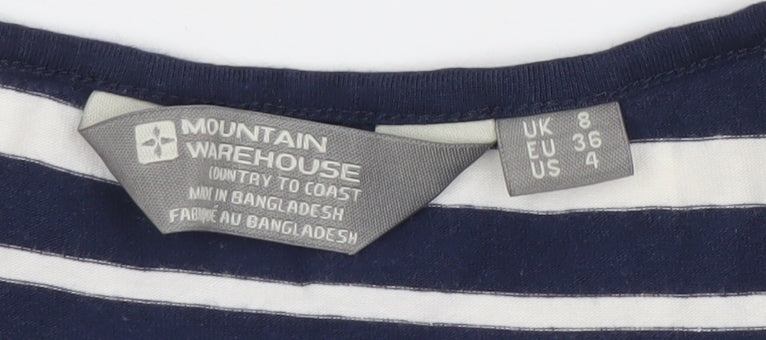 MOUNTAIN
WAREHOUSE
COUNTRY TO COAST
MADE IN BANGLADESH
FABRIQUÉ AU BANGLADESH
UK 8
EU 36
US 4